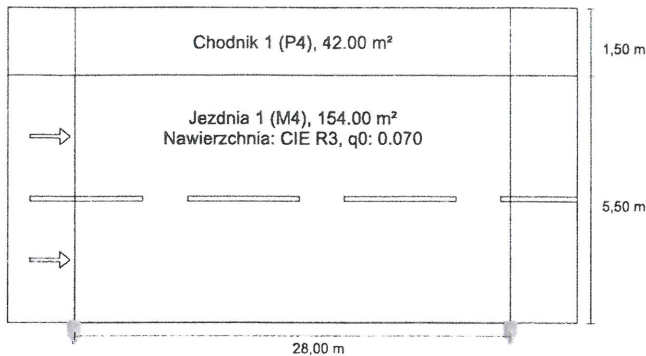 Chodnik 1 (P4), 42.00 m²
1,50 m
Jezdnia 1 (M4), 154.00 m²
Nawierzchnia: CIE R3, q0: 0.070
5,50 m
28,00 m